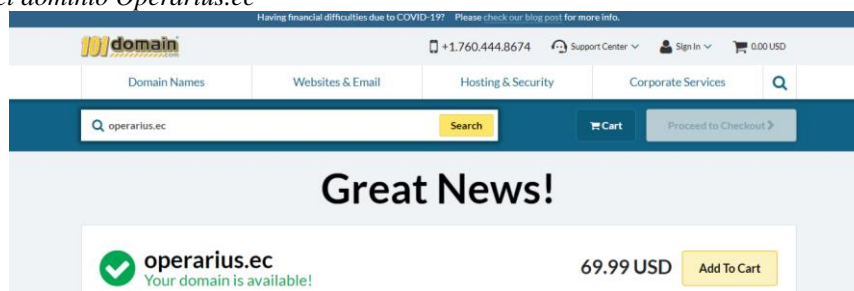 el dominio Operarius.ec
Having financial difficulties due to COVID-19? Please check our blog post for more info.
101domain .com +1.760.444.8674 Support Center Sign In 0.00 USD
Domain Names Websites & Email Hosting & Security Corporate Services
operarius.ec Search Cart Proceed to Checkout
Great News!
operarius.ec 69.99 USD Add To Cart
Your domain is available!